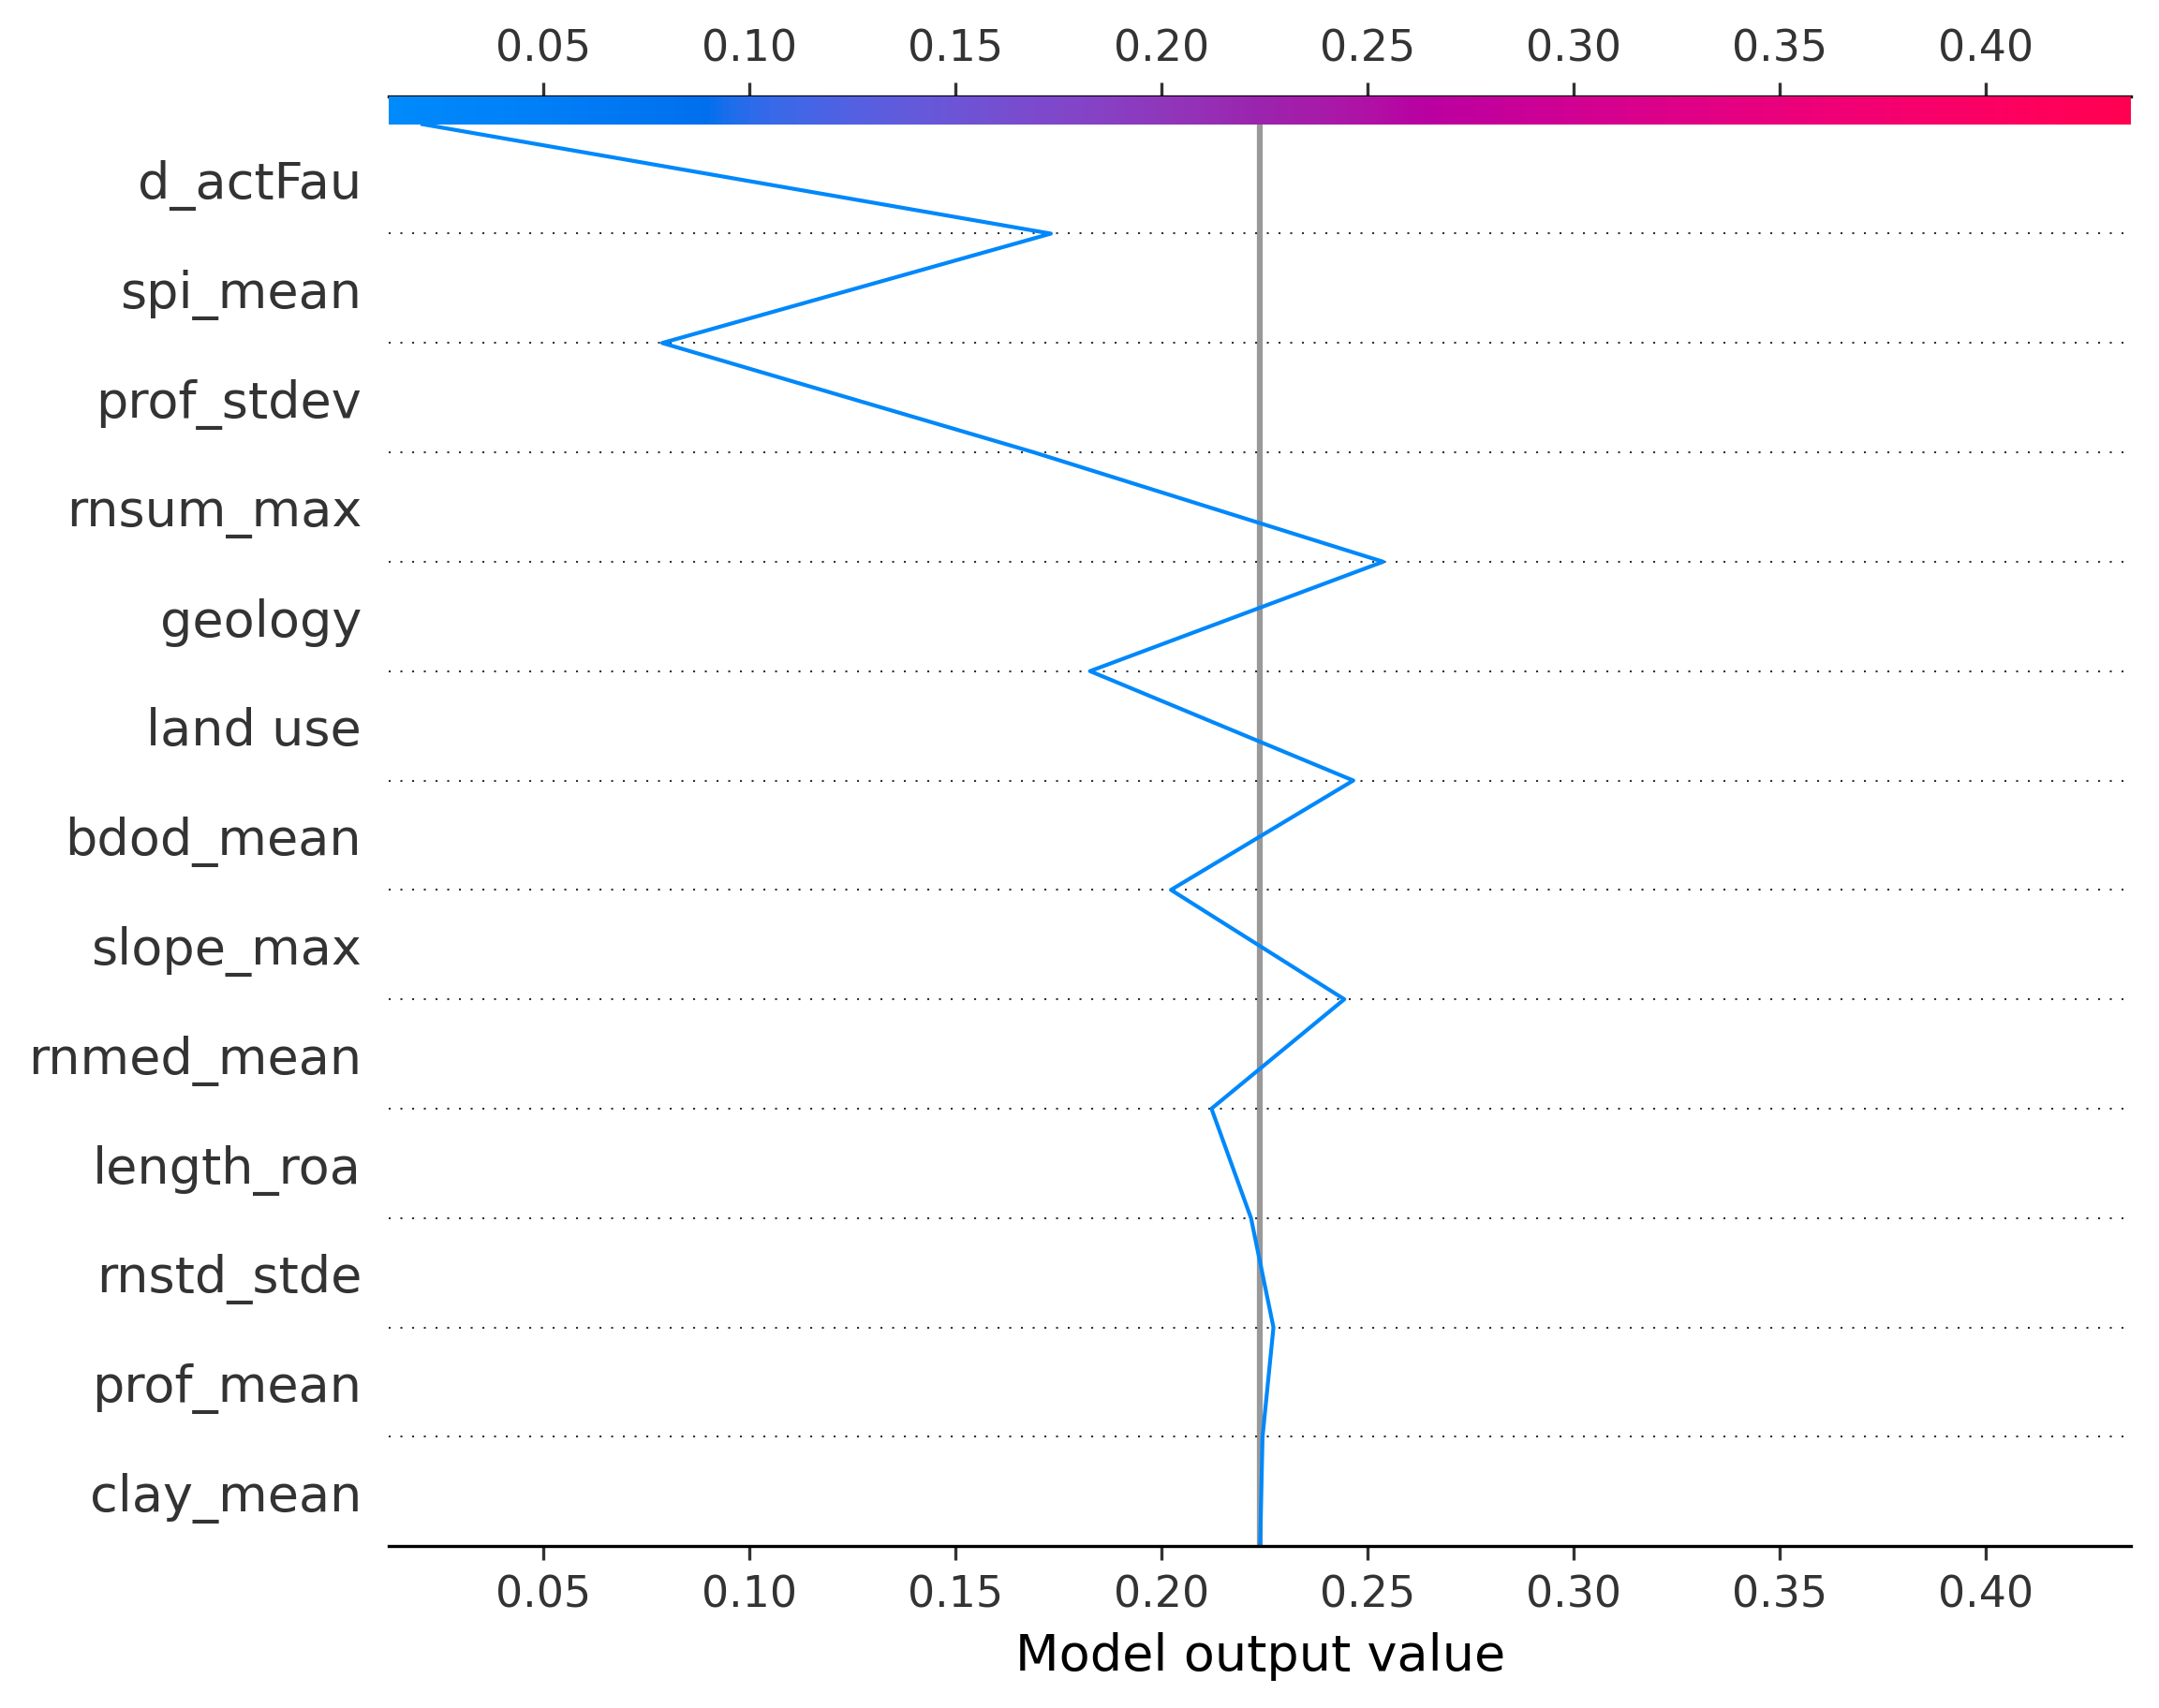 0.05 0.10 0.15 0.20 0.25 0.30 0.35 0.40
d_actFau
spi_mean
prof_stdev
rnsum_max
geology
land use
bdod_mean
slope_max
rnmed_mean
length_roa
rnstd_stde
prof_mean
clay_mean
0.05 0.10 0.15 0.20 0.25 0.30 0.35 0.40
Model output value